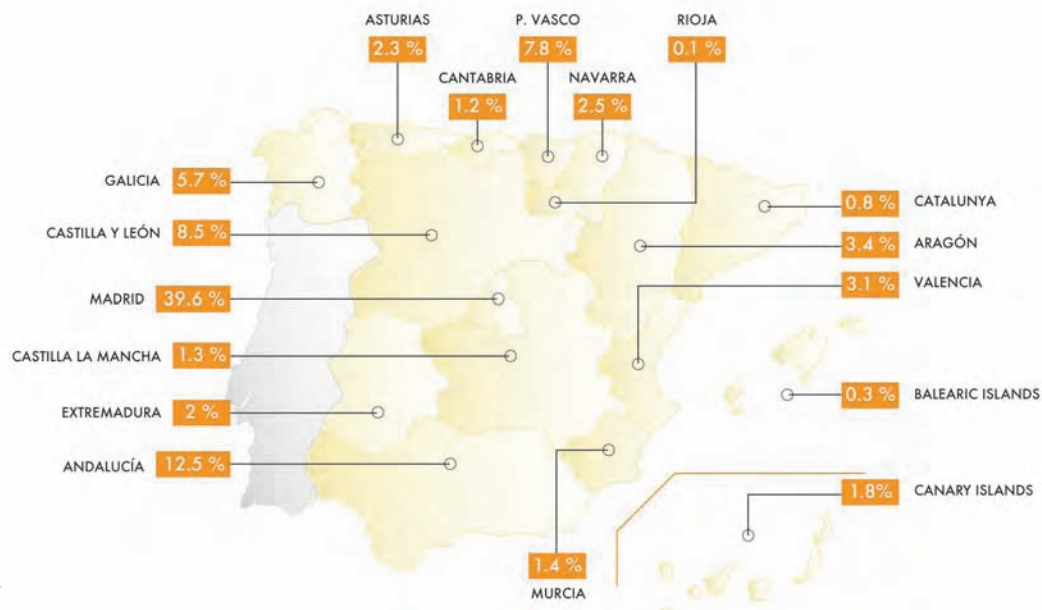 ASTURIAS
2.3 %
P. VASCO
7.8 %
RIOJA
0.1 %
CANTABRIA
1.2 %
NAVARRA
2.5 %
GALICIA 5.7 %
CASTILLA Y LEÓN 8.5 %
MADRID 39.6 %
CASTILLA LA MANCHA 1.3 %
EXTREMADURA 2 %
ANDALUCÍA 12.5 %
0.8 % CATALUNYA
3.4 % ARAGÓN
3.1 % VALENCIA
0.3 % BALEARIC ISLANDS
1.8% CANARY ISLANDS
1.4 %
MURCIA